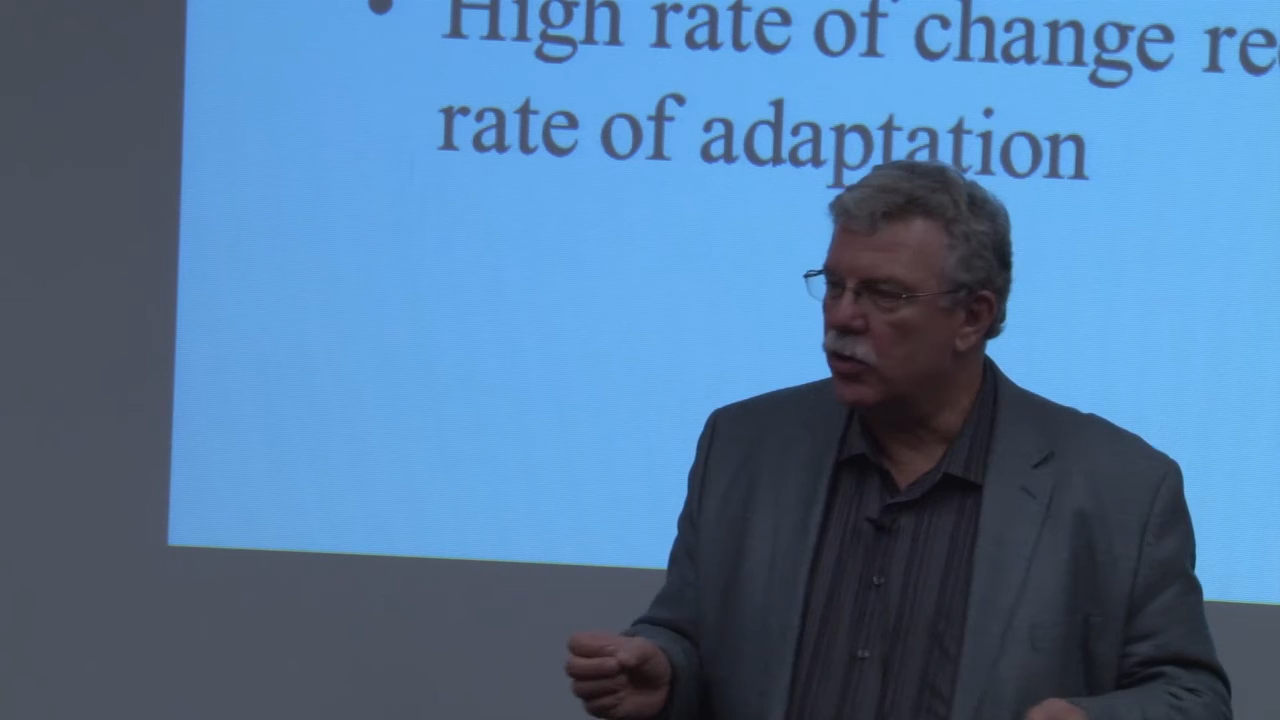 • High rate of change
rate of adaptation